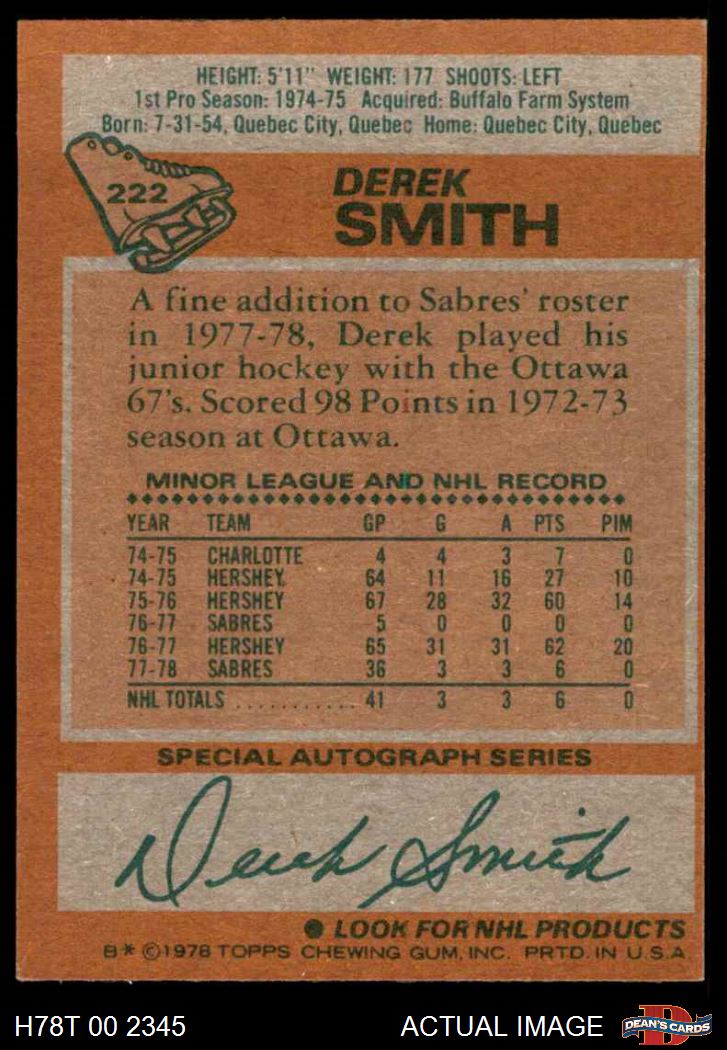 HEIGHT: 5'11" WEIGHT: 177 SHOOTS: LEFT
1st Pro Season: 1974-75 Acquired: Buffalo Farm System
Born: 7-31-54, Quebec City, Quebec Home: Quebec City, Quebec
222
DEREK
SMITH
A fine addition to Sabres' roster
in 1977-78, Derek played his
junior hockey with the Ottawa
67's. Scored 98 Points in 1972-73
season at Ottawa.
MINOR LEAGUE AND NHL RECORD
YEAR TEAM GP G A PTS PIM
74-75 CHARLOTTE 4 4 3 7 0
74-75 HERSHEY 64 11 16 27 10
75-76 HERSHEY 67 28 32 60 14
76-77 SABRES 5 0 0 0 0
76-77 HERSHEY 65 31 31 62 20
77-78 SABRES 36 3 3 6 0
NHL TOTALS ........... 41 3 3 6 0
SPECIAL AUTOGRAPH SERIES
Derek Smith
● LOOK FOR NHL PRODUCTS
B* ©1978 TOPPS CHEWING GUM, INC. PRTD. IN U.S.A.
H78T 00 2345 ACTUAL IMAGE
D
DEAN'S CARDS